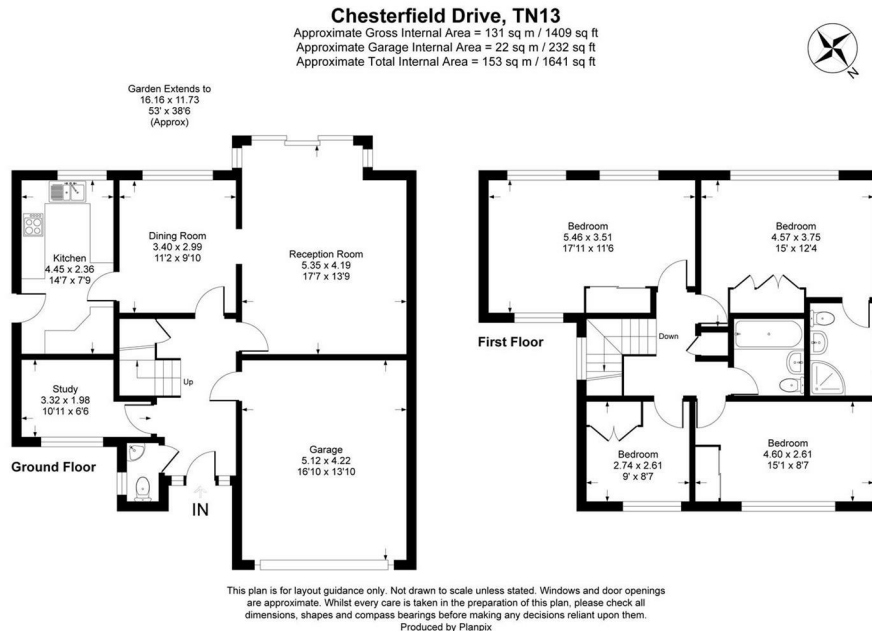 Chesterfield Drive, TN13
Approximate Gross Internal Area = 131 sq m / 1409 sq ft
Approximate Garage Internal Area = 22 sq m / 232 sq ft
Approximate Total Internal Area = 153 sq m / 1641 sq ft
N
Garden Extends to
16.16 x 11.73
53' x 38'6
(Approx)
Kitchen
4.45 x 2.36
14'7 x 7'9
Dining Room
3.40 x 2.99
11'2 x 9'10
Reception Room
5.35 x 4.19
17'7 x 13'9
Up
Study
3.32 x 1.98
10'11 x 6'6
Garage
5.12 x 4.22
16'10 x 13'10
Ground Floor
IN
Bedroom
5.46 x 3.51
17'11 x 11'6
Bedroom
4.57 x 3.75
15' x 12'4
First Floor
Down
Bedroom
2.74 x 2.61
9' x 8'7
Bedroom
4.60 x 2.61
15'1 x 8'7
This plan is for layout guidance only. Not drawn to scale unless stated. Windows and door openings
are approximate. Whilst every care is taken in the preparation of this plan, please check all
dimensions, shapes and compass bearings before making any decisions reliant upon them.
Produced by Planpix